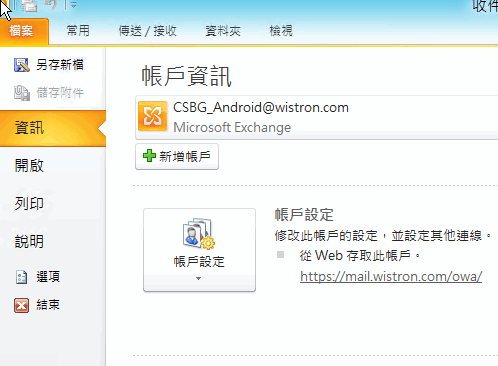 收件
檔案 常用 傳送 / 接收 資料夾 檢視
另存新檔
儲存附件
資訊
開啟
列印
說明
選項
結束
帳戶資訊
CSBG_Android@wistron.com
Microsoft Exchange
新增帳戶
帳戶設定
帳戶設定
修改此帳戶的設定，並設定其他連線。
從 Web 存取此帳戶。
https://mail.wistron.com/owa/